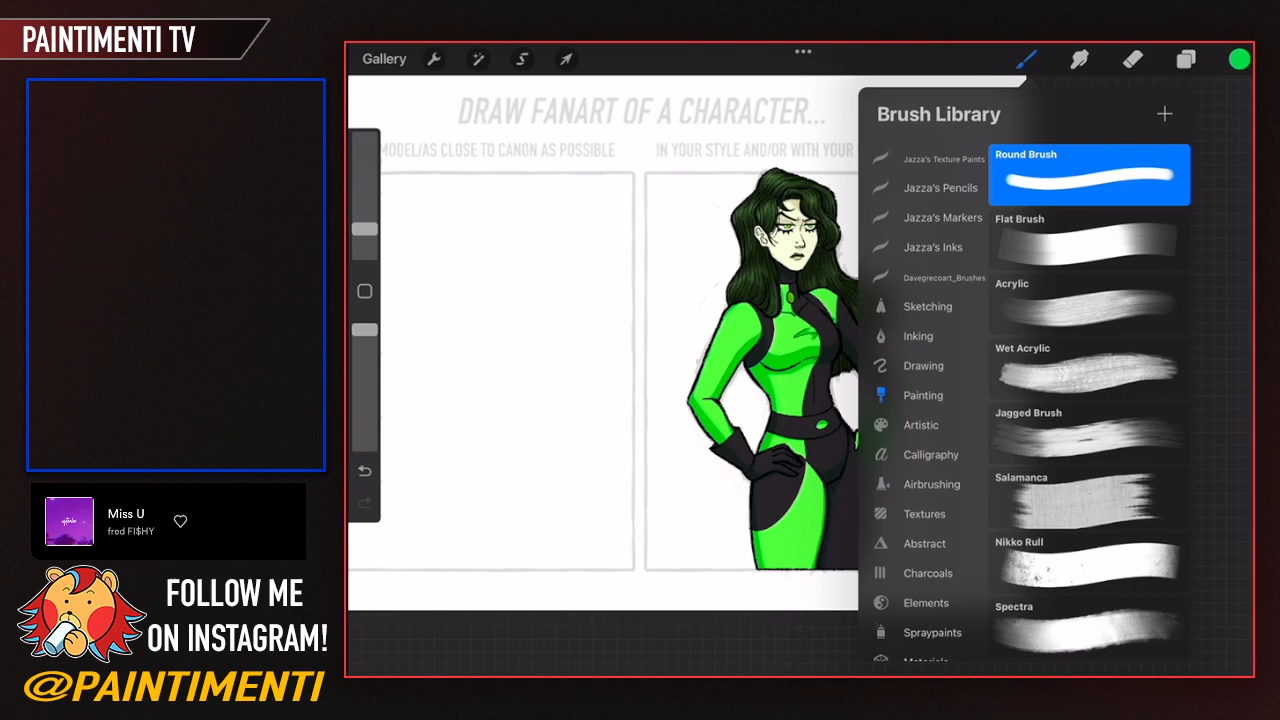 PAINTIMENTI TV
Gallery
DRAW FANART OF A CHARACTER...
MODEL/AS CLOSE TO CANON AS POSSIBLE
IN YOUR STYLE AND/OR WITH YOUR
Brush Library
Jazza's Texture Paints
Jazza's Pencils
Jazza's Markers
Jazza's Inks
Davegrecoart_Brushes
Sketching
Inking
Drawing
Painting
Artistic
Calligraphy
Airbrushing
Textures
Abstract
Charcoals
Elements
Spraypaints
Materials
Round Brush
Flat Brush
Acrylic
Wet Acrylic
Jagged Brush
Salamanca
Nikko Rull
Spectra
Miss U
fred FI$HY
FOLLOW ME
ON INSTAGRAM!
@PAINTIMENTI